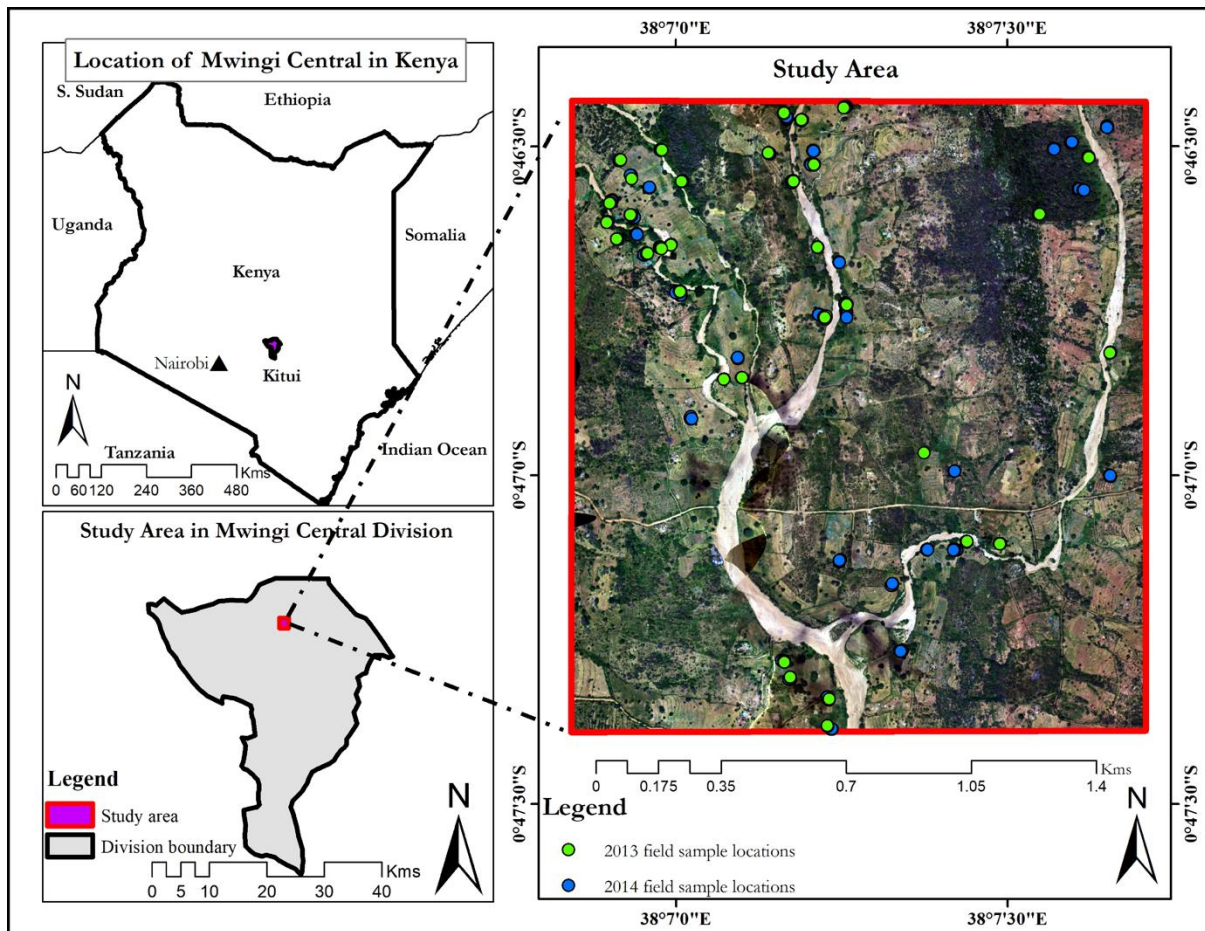 Location of Mwingi Central in Kenya
S. Sudan
Ethiopia
Uganda
Somalia
Kenya
Nairobi
Kitui
N
Tanzania
Indian Ocean
Kms
0 60 120 240 360 480
Study Area in Mwingi Central Division
Legend
Study area
Division boundary
N
Kms
0 5 10 20 30 40
38°7'0"E 38°7'30"E
Study Area
0°46'30"S 0°46'30"S
0°47'0"S 0°47'0"S
0°47'30"S 0°47'30"S
Kms
0 0.175 0.35 0.7 1.05 1.4
Legend
2013 field sample locations
2014 field sample locations
N
38°7'0"E 38°7'30"E